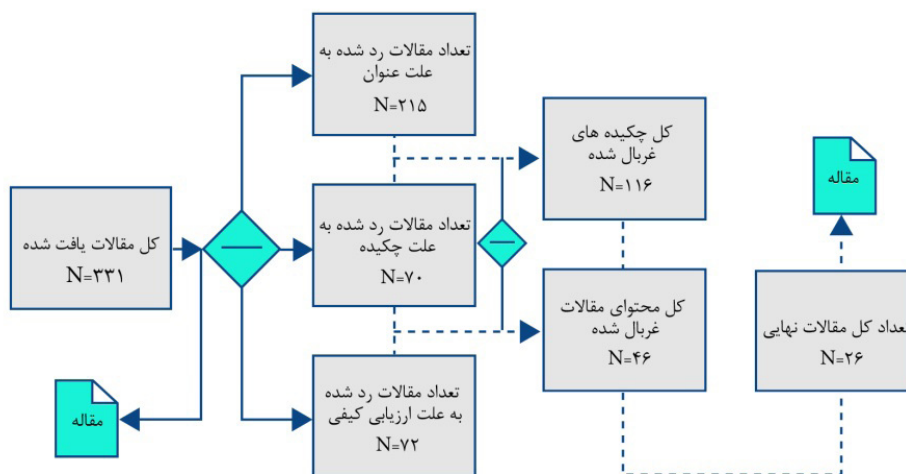 تعداد مقالات رد شده به
علت عنوان
N=۲۱۵
کل چکیده های
غربال شده
N=۱۱۶
مقاله
کل مقالات یافت شده
N=۳۳۱
تعداد مقالات رد شده به
علت چکیده
N=۷۰
کل محتوای مقالات
غربال شده
N=۴۶
عداد کل مقالات نهایی
N=۲۶
مقاله
تعداد مقالات رد شده
به علت ارزیابی کیفی
N=۷۲